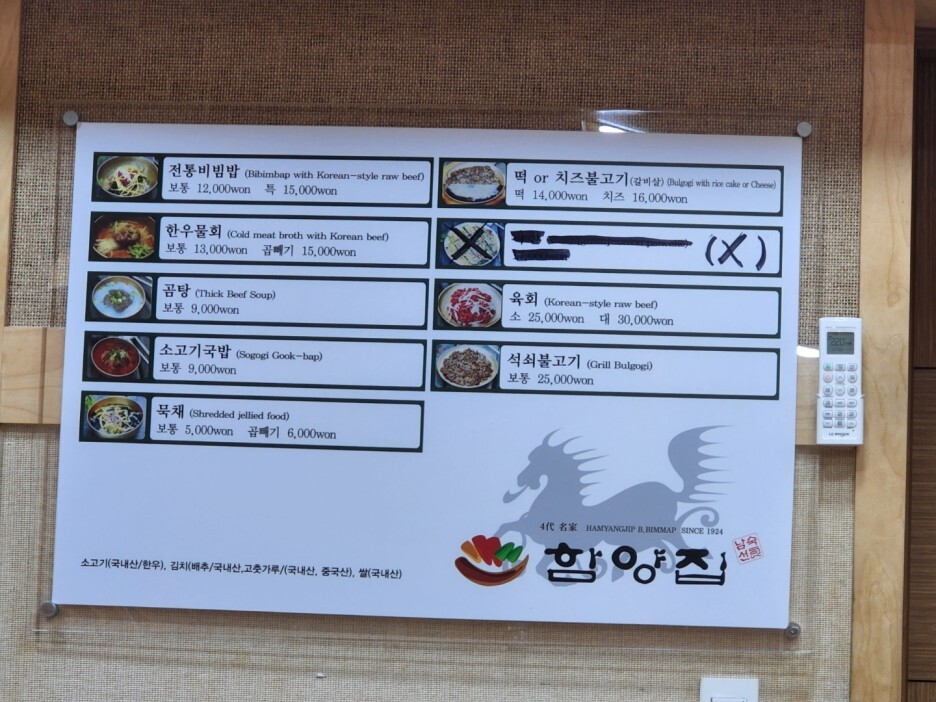 전통비빔밥 (Bibimbap with Korean-style raw beef)
보통 12,000won 특 15,000won
한우물회 (Cold meat broth with Korean beef)
보통 13,000won 곱빼기 15,000won
곰탕 (Thick Beef Soup)
보통 9,000won
소고기국밥 (Sogogi Gook-bap)
보통 9,000won
묵채 (Shredded jellied food)
보통 5,000won 곱빼기 6,000won
떡 or 치즈불고기(갈비살) (Bulgogi with rice cake or Cheese)
떡 14,000won 치즈 16,000won
(X)
육회 (Korean-style raw beef)
소 25,000won 대 30,000won
석쇠불고기 (Grill Bulgogi)
보통 25,000won
4代 名家 HAMYANGJIP B,BIMMAP SINCE 1924
함양집
소고기(국내산/한우), 김치(배추/국내산,고춧가루/(국내산, 중국산), 쌀(국내산)